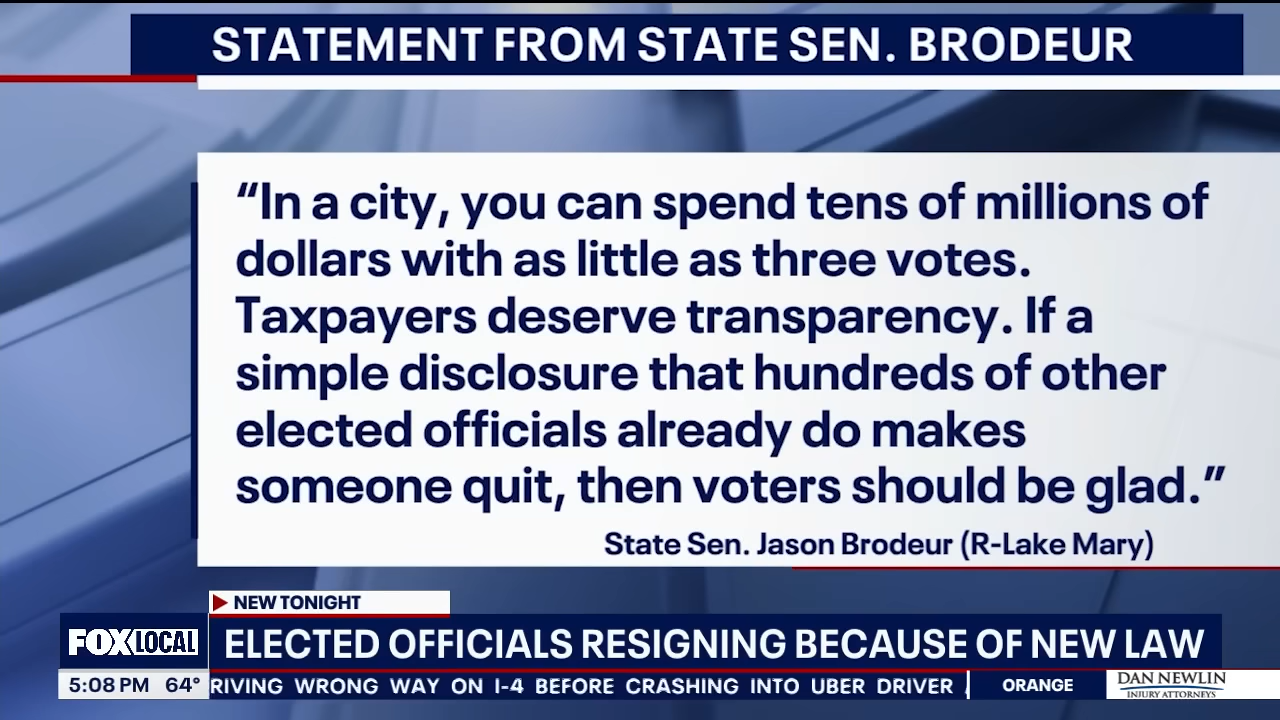 STATEMENT FROM STATE SEN. BRODEUR
“In a city, you can spend tens of millions of
dollars with as little as three votes.
Taxpayers deserve transparency. If a
simple disclosure that hundreds of other
elected officials already do makes
someone quit, then voters should be glad.”
State Sen. Jason Brodeur (R-Lake Mary)
NEW TONIGHT
FOX LOCAL
ELECTED OFFICIALS RESIGNING BECAUSE OF NEW LAW
5:08 PM 64° RIVING WRONG WAY ON I-4 BEFORE CRASHING INTO UBER DRIVER
ORANGE
DAN NEWLIN
INJURY ATTORNEYS